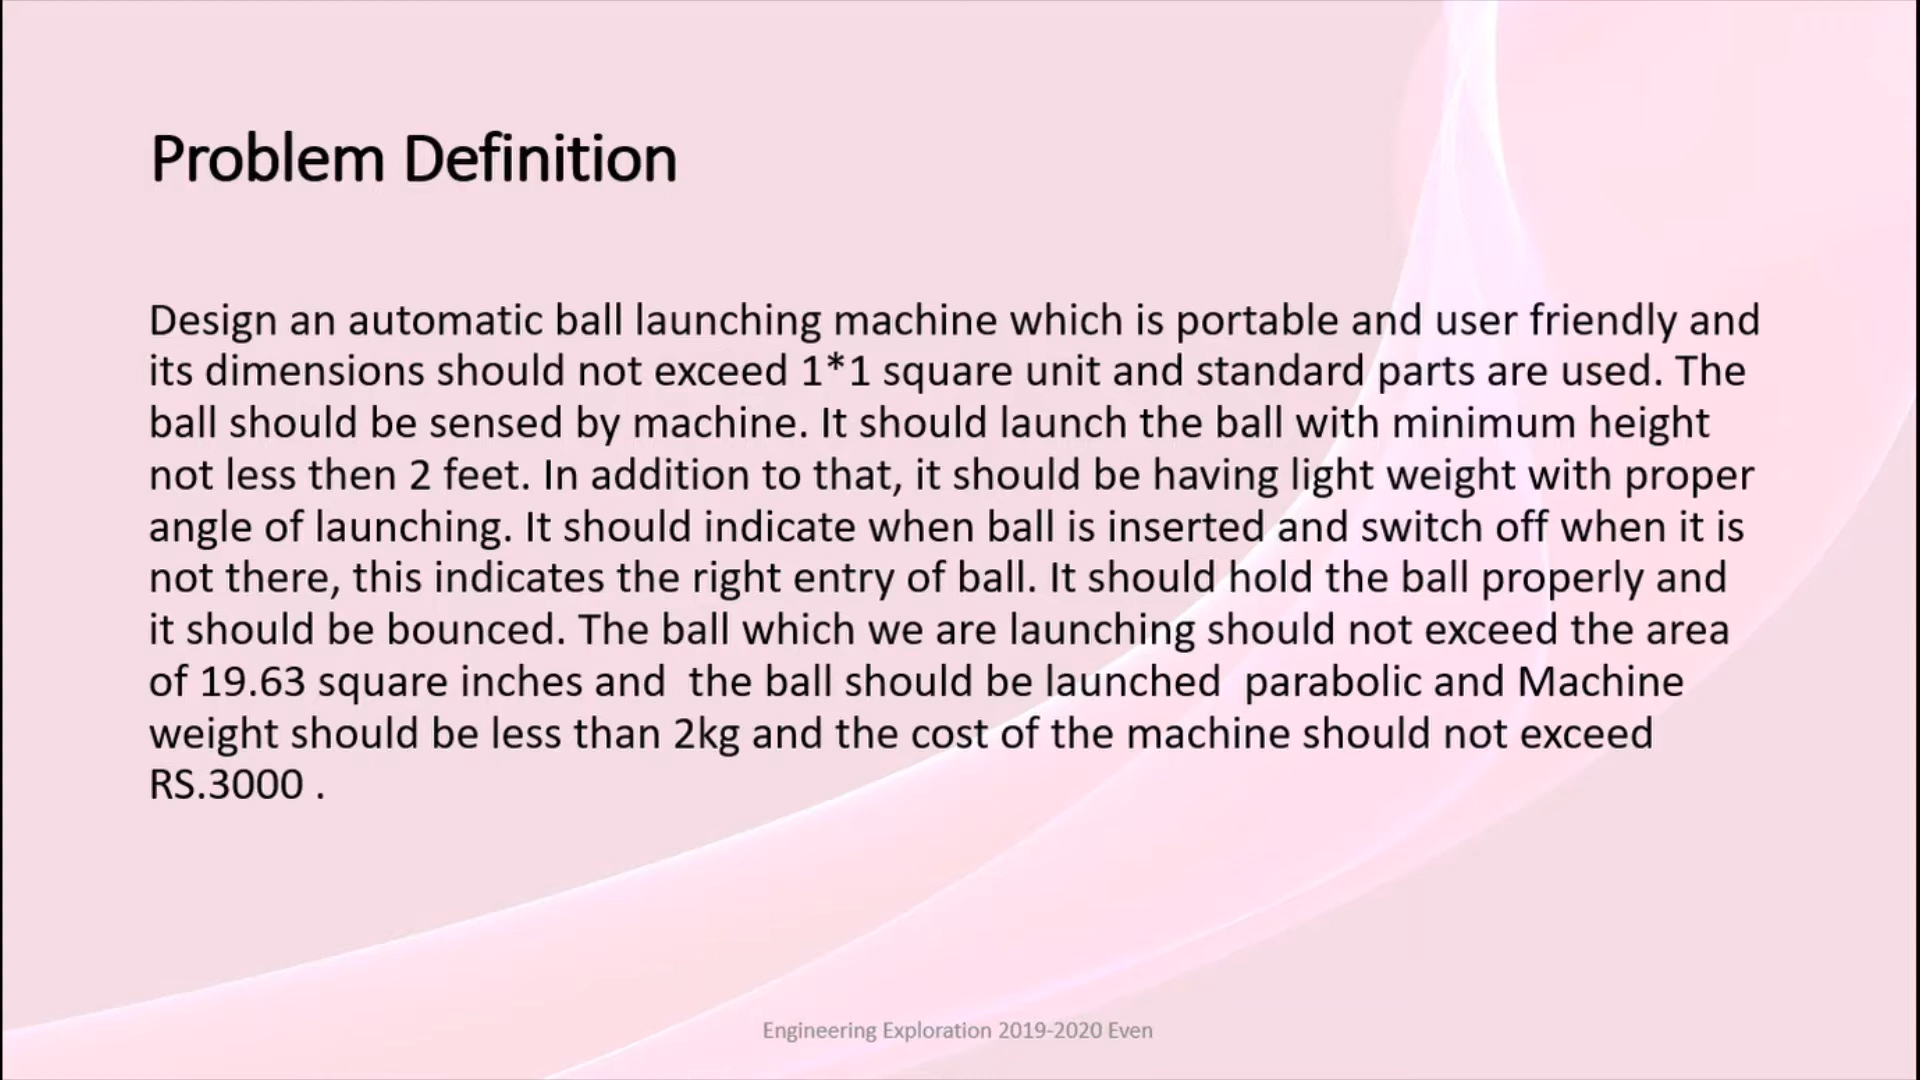 Problem Definition
Design an automatic ball launching machine which is portable and user friendly and
its dimensions should not exceed 1*1 square unit and standard parts are used. The
ball should be sensed by machine. It should launch the ball with minimum height
not less then 2 feet. In addition to that, it should be having light weight with proper
angle of launching. It should indicate when ball is inserted and switch off when it is
not there, this indicates the right entry of ball. It should hold the ball properly and
it should be bounced. The ball which we are launching should not exceed the area
of 19.63 square inches and  the ball should be launched  parabolic and Machine
weight should be less than 2kg and the cost of the machine should not exceed
RS.3000 .
Engineering Exploration 2019-2020 Even